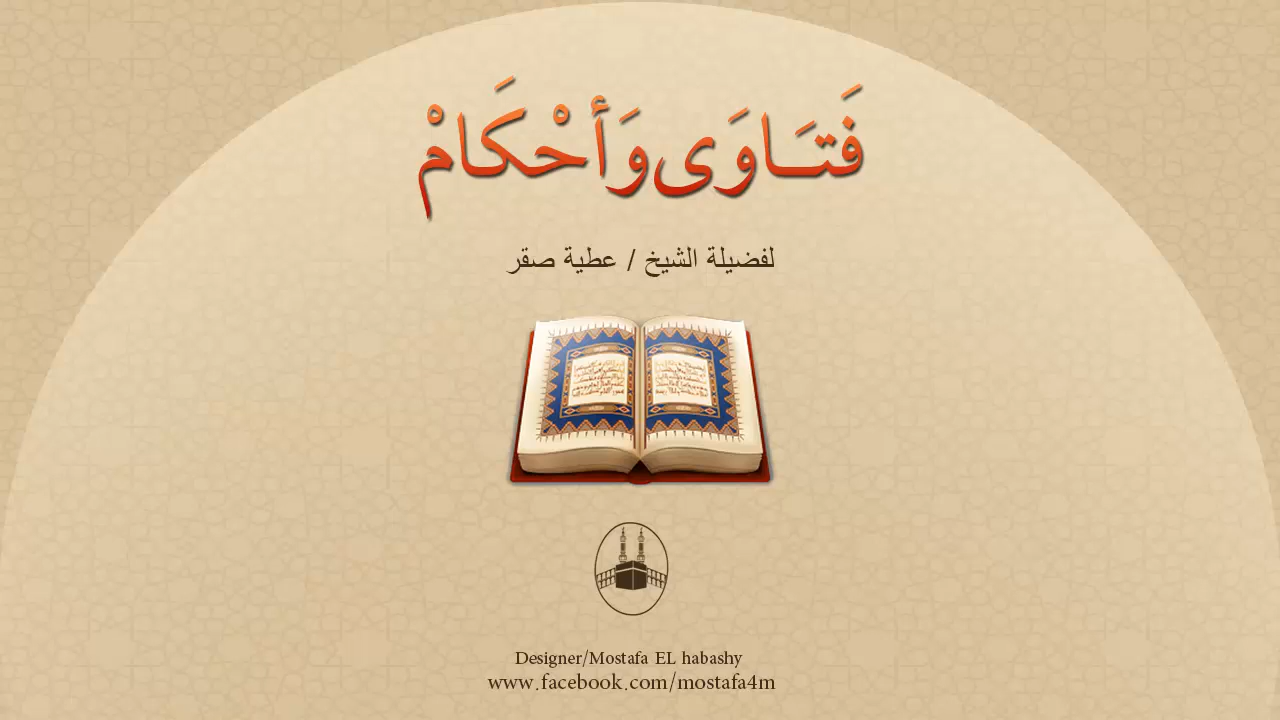 فَتَـاوَى وَأَحْكَامْ
لفضيلة الشيخ / عطية صقر
Designer/Mostafa EL habashy
www.facebook.com/mostafa4m